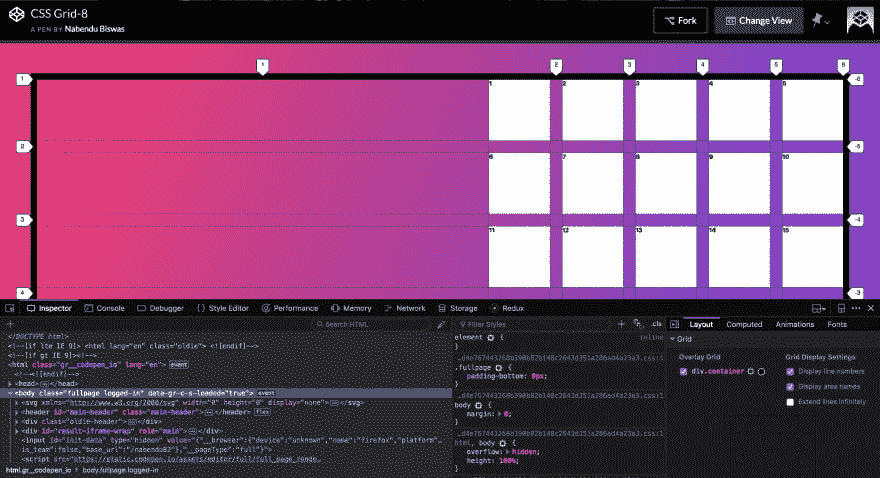 CSS Grid-8
A PEN BY Nabendu Biswas
Fork
Change View
1 2 3 4 5 6
1 -6
1 2 3 4 5
2 -5
6 7 8 9 10
3 -4
11 12 13 14 15
4 -3
Inspector Console Debugger Style Editor Performance Memory Network Storage Redux
+ Search HTML
Filter Styles + .cls
Layout Computed Animations Fonts
<!DOCTYPE html>
<!--[if lte IE 9]> <html lang="en" class="oldie"> <![endif]-->
<!--[if gt IE 9]><!-->
<html class="gr__codepen_io" lang="en"> event
<!--<![endif]-->
<head> </head>
<body class="fullpage logged-in" data-gr-c-s-loaded="true"> event
<svg xmlns="http://www.w3.org/2000/svg" width="0" height="0" display="none"> </svg>
<header id="main-header" class="main-header"> </header> flex
<div class="oldie-header"> </div>
<div id="result-iframe-wrap" role="main"> </div>
<input id="init-data" type="hidden" value="{"__browser":{"device":"unknown","name":"firefox","platform"…
is_team":false,"base_url":"/nabendu82"},"__pageType":"full"}">
<script src="https://static.codepen.io/assets/editor/full/full_page_rende…
html.gr__codepen_io body.fullpage.logged-in
element { inline
}
.fullpage {
padding-bottom: 0px;
}
body {
margin: 0;
}
html, body {
overflow: hidden;
height: 100%;
}
Grid
Overlay Grid
div.container
Grid Display Settings
Display line numbers
Display area names
Extend lines infinitely